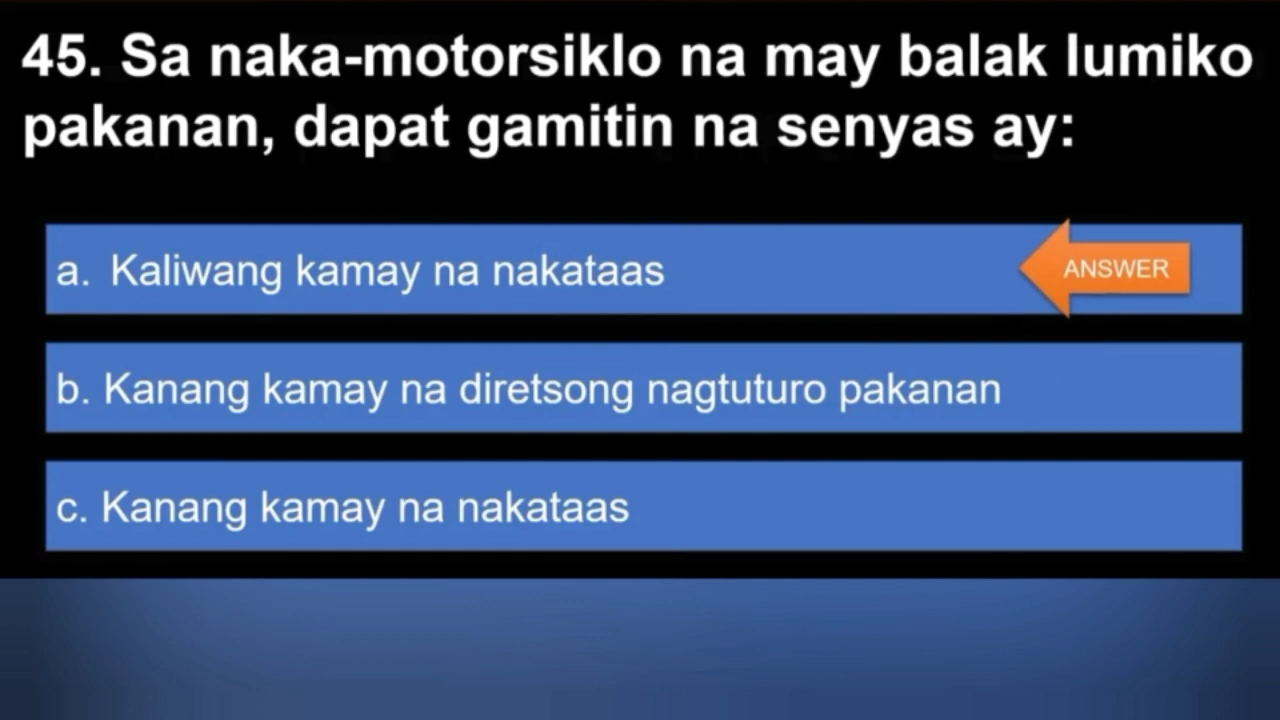 45. Sa naka-motorsiklo na may balak lumiko
pakanan, dapat gamitin na senyas ay:
a. Kaliwang kamay na nakataas
ANSWER
b. Kanang kamay na diretsong nagtuturo pakanan
c. Kanang kamay na nakataas